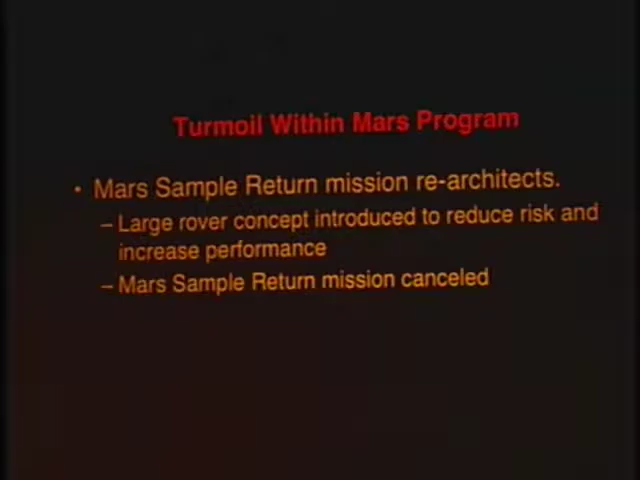 Turmoil Within Mars Program
• Mars Sample Return mission re-architects.
– Large rover concept introduced to reduce risk and
increase performance
– Mars Sample Return mission canceled